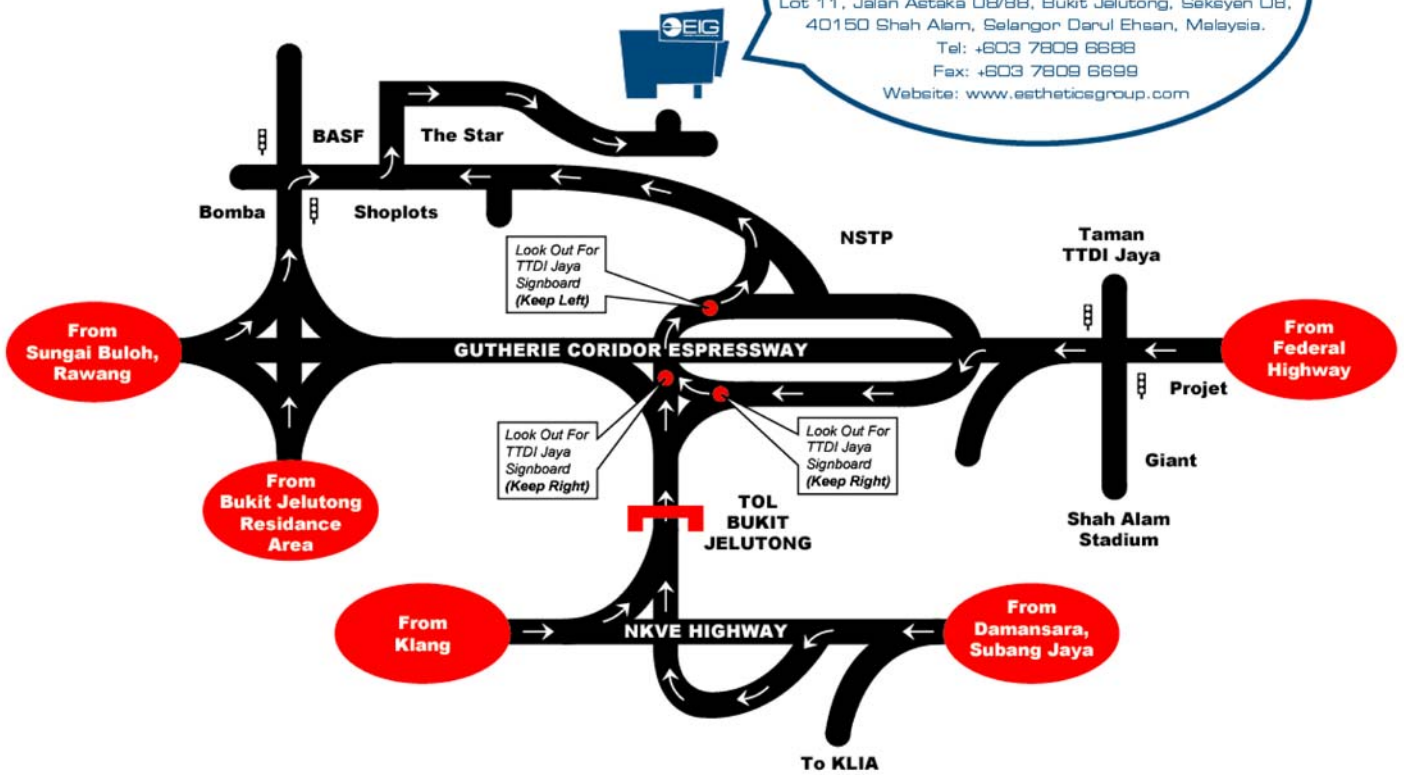 EIG
Lot 11, Jalan Astaka U8/88, Bukit Jelutong, Seksyen U8,
40150 Shah Alam, Selangor Darul Ehsan, Malaysia.
Tel: +603 7809 6688
Fax: +603 7809 6699
Website: www.estheticsgroup.com
BASF
The Star
Bomba
Shoplots
NSTP
Taman
TTDI Jaya
Look Out For
TTDI Jaya
Signboard
(Keep Left)
From
Sungai Buloh,
Rawang
GUTHERIE CORIDOR ESPRESSWAY
From
Federal
Highway
Projet
Look Out For
TTDI Jaya
Signboard
(Keep Right)
Look Out For
TTDI Jaya
Signboard
(Keep Right)
Giant
From
Bukit Jelutong
Residance
Area
TOL
BUKIT
JELUTONG
Shah Alam
Stadium
From
Klang
NKVE HIGHWAY
From
Damansara,
Subang Jaya
To KLIA